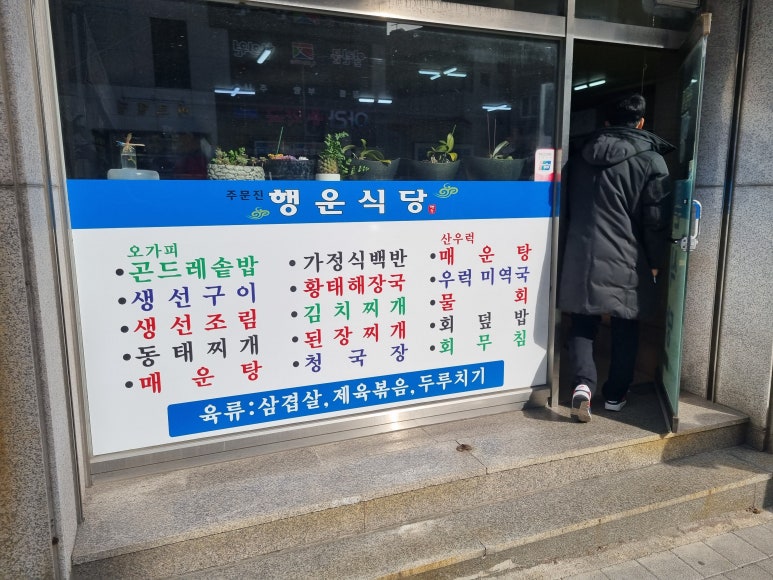 주문진 행운식당
오가피
•곤드레솥밥
•생선구이
•생선조림
•동태찌개
•매운탕
•가정식백반
•황태해장국
•김치찌개
•된장찌개
•청국장
산우럭
•매운탕
•우럭미역국
•물회
•회덮밥
•회무침
육류:삼겹살,제육볶음,두루치기